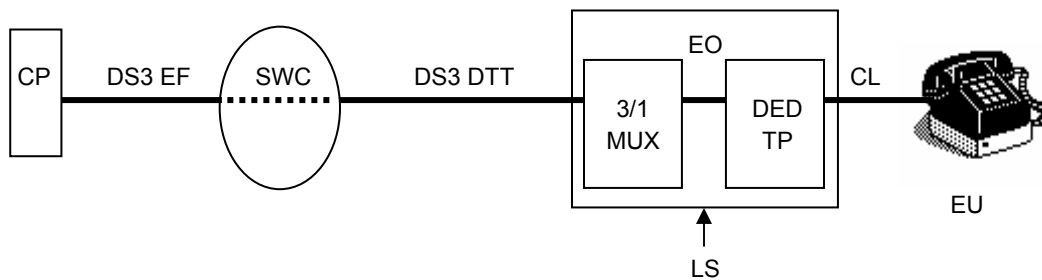 EO
CP
DS3 EF
SWC
DS3 DTT
CL
3/1
MUX
DED
TP
EU
LS